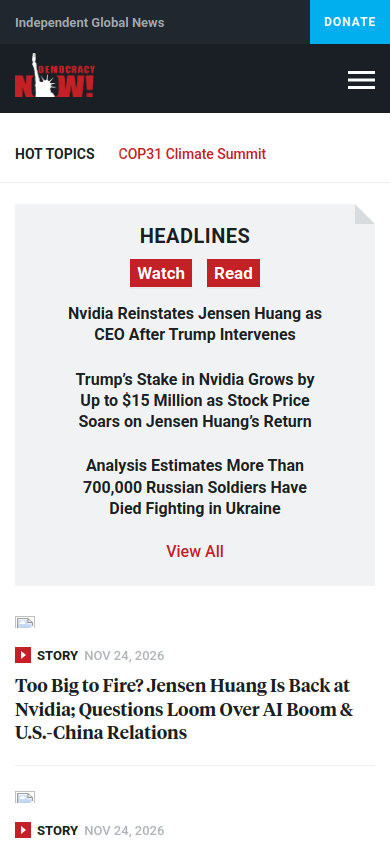 Independent Global News
DONATE
DEMOCRACY
NOW!
HOT TOPICS
COP31 Climate Summit
HEADLINES
Watch
Read
Nvidia Reinstates Jensen Huang as
CEO After Trump Intervenes
Trump’s Stake in Nvidia Grows by
Up to $15 Million as Stock Price
Soars on Jensen Huang’s Return
Analysis Estimates More Than
700,000 Russian Soldiers Have
Died Fighting in Ukraine
View All
STORY NOV 24, 2026
Too Big to Fire? Jensen Huang Is Back at
Nvidia; Questions Loom Over AI Boom &
U.S.-China Relations
STORY NOV 24, 2026